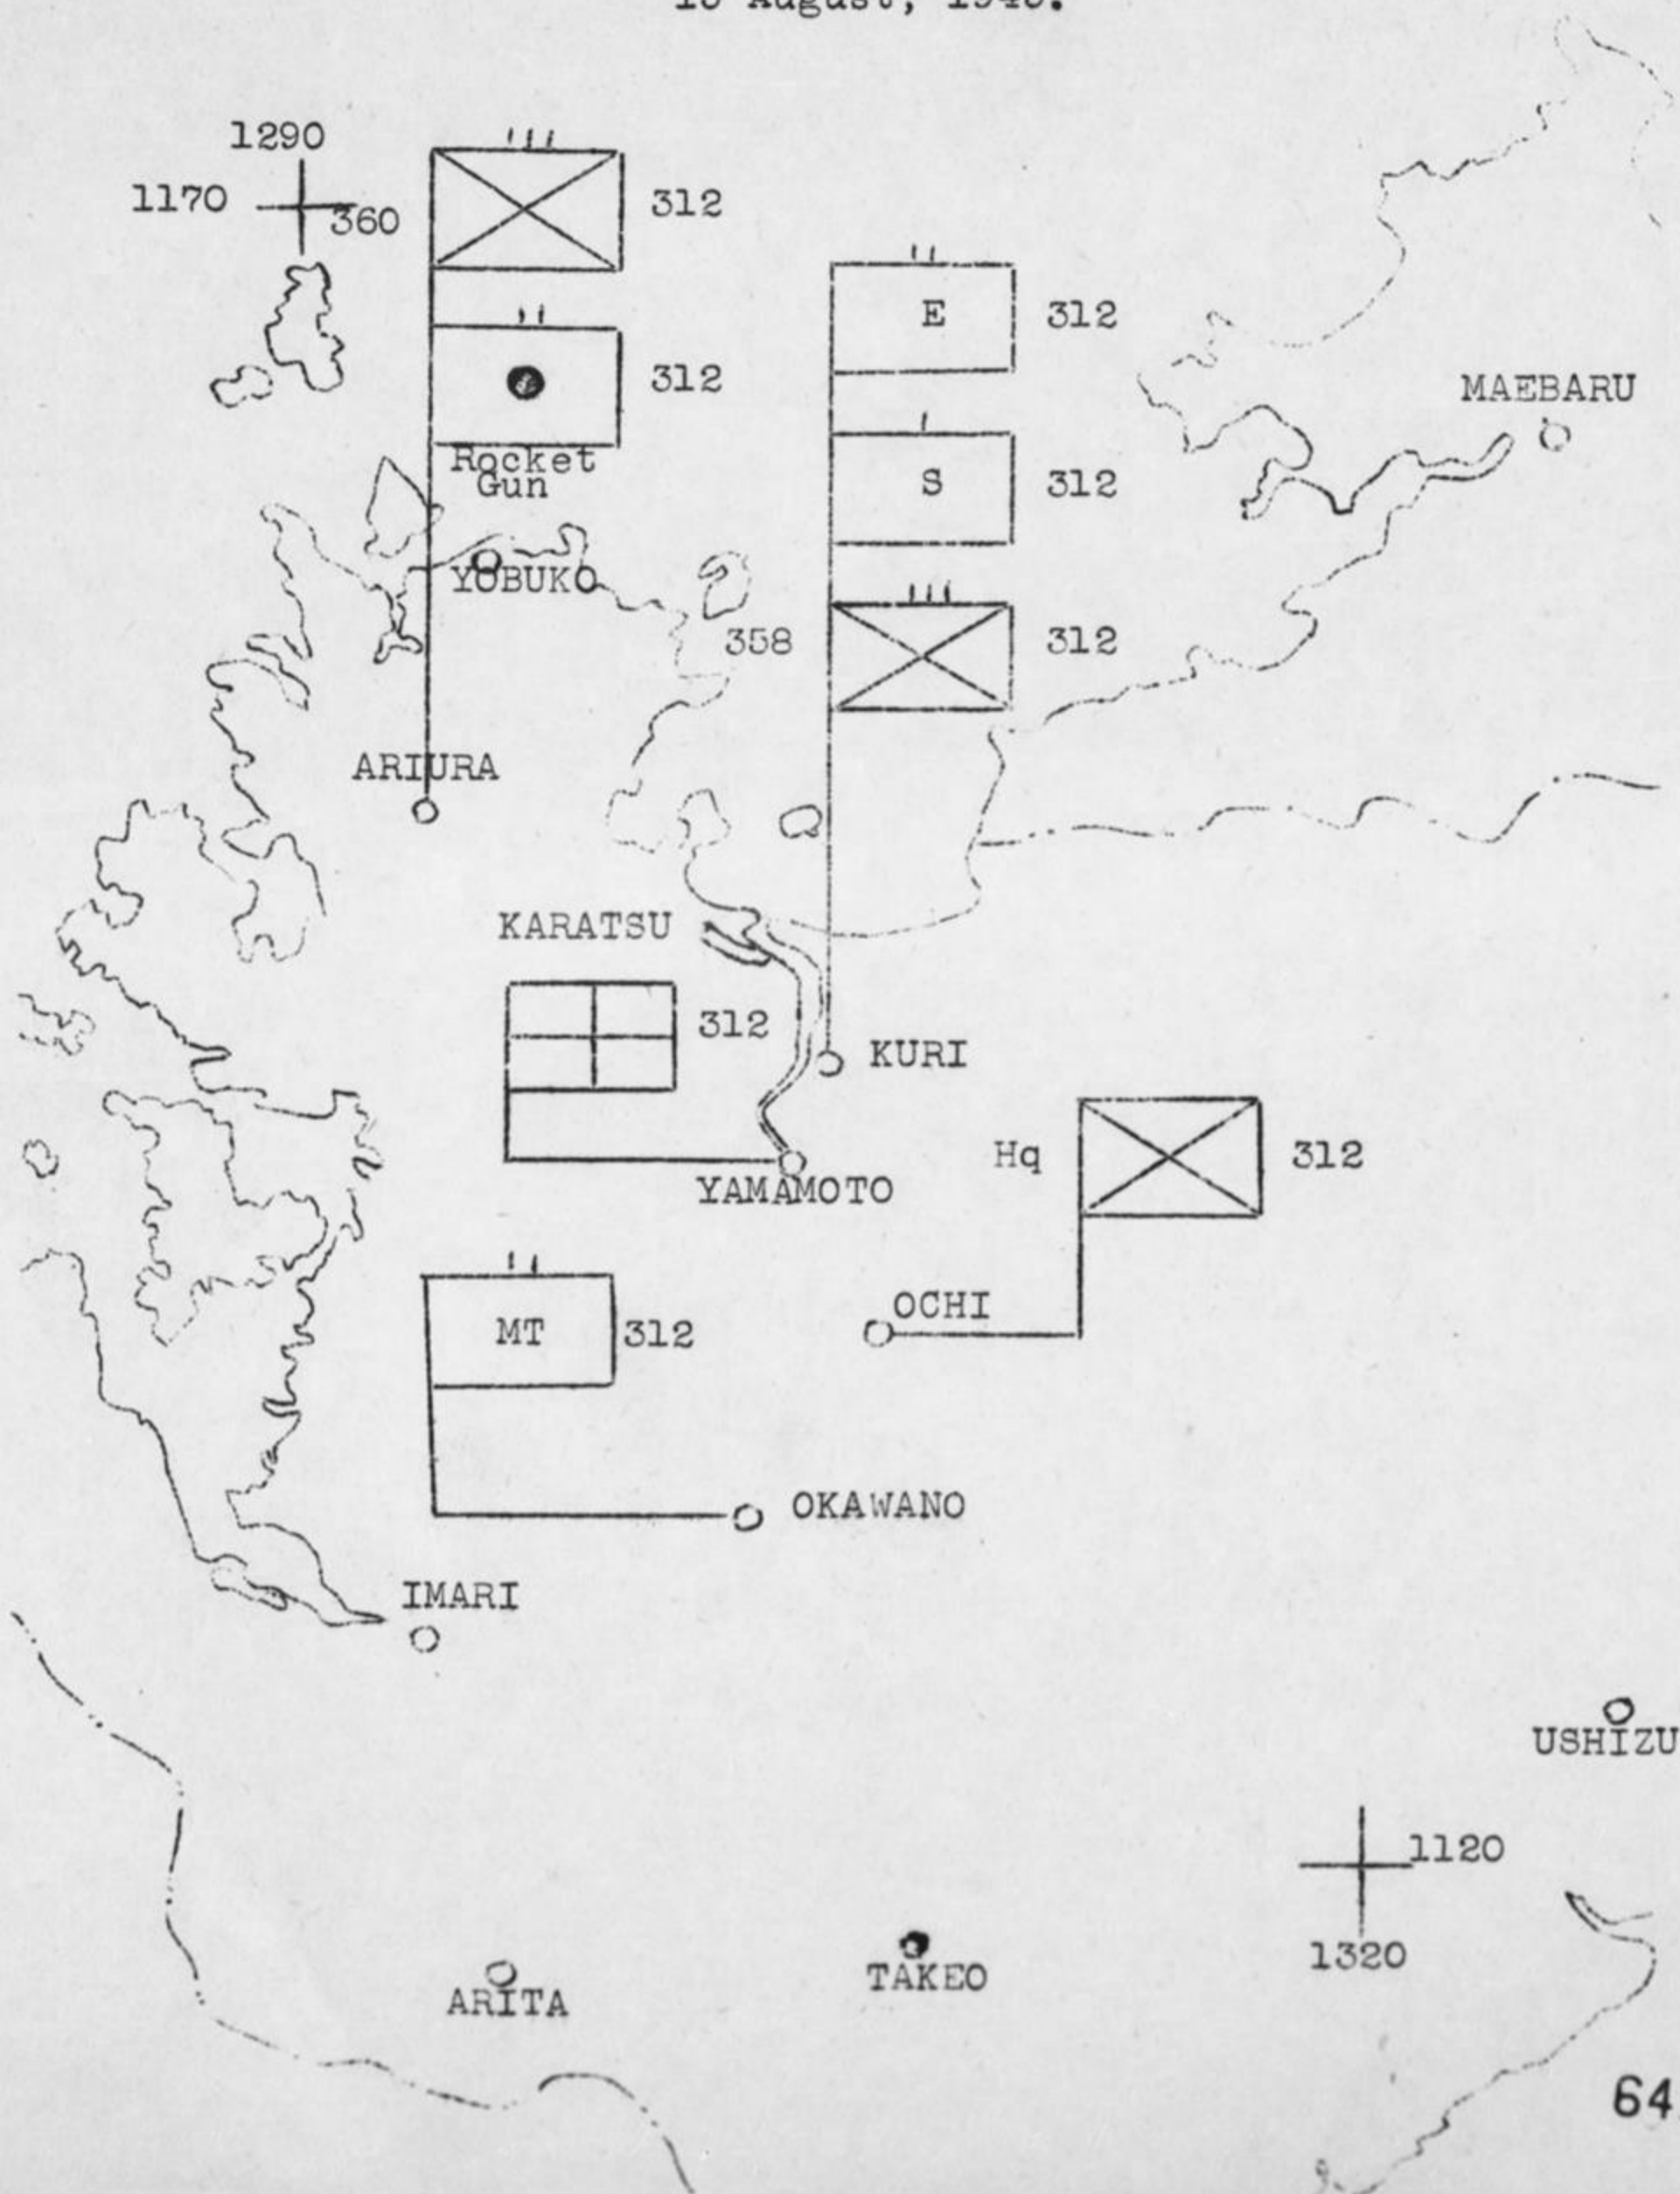 August,
1290
1170
360
312
312
Rocket
Gun
E
312
S
312
MAEBARU
YOBUKO
358
312
ARIURA
KARATSU
312
KURI
Hq
312
YAMAMOTO
OCHI
MT
312
OKAWANO
IMARI
USHIZU
1120
1320
ARITA
TAKEO
64